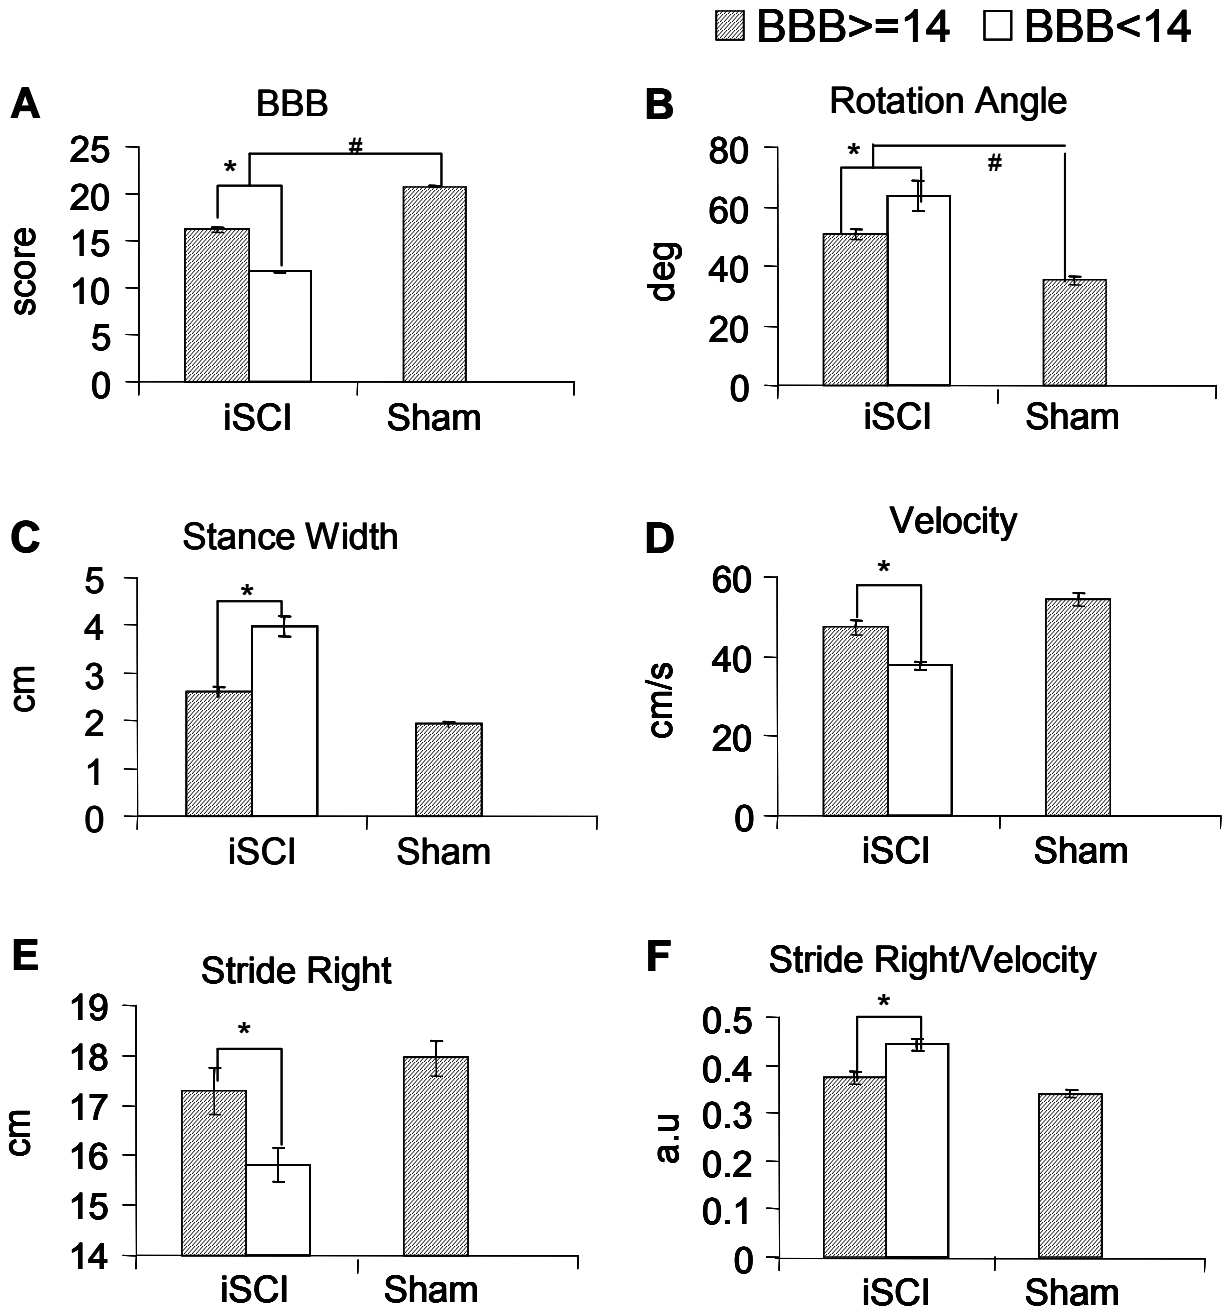 BBB>=14 BBB<14
A BBB
25
20
15
10
5
0
score
*
#
iSCI Sham
B Rotation Angle
80
60
40
20
0
deg
*
#
iSCI Sham
C Stance Width
5
4
3
2
1
0
cm
*
iSCI Sham
D Velocity
60
40
20
0
cm/s
*
iSCI Sham
E Stride Right
19
18
17
16
15
14
cm
*
iSCI Sham
F Stride Right/Velocity
0.5
0.4
0.3
0.2
0.1
0
a.u
*
iSCI Sham